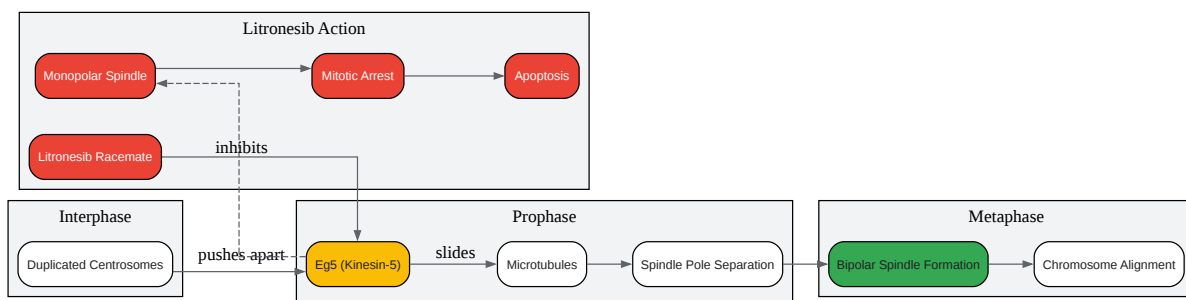 Litronesib Action
Monopolar Spindle
Mitotic Arrest
Apoptosis
Litronesib Racemate
inhibits
Interphase
Duplicated Centrosomes
pushes apart
Prophase
Eg5 (Kinesin-5)
slides
Microtubules
Spindle Pole Separation
Metaphase
Bipolar Spindle Formation
Chromosome Alignment